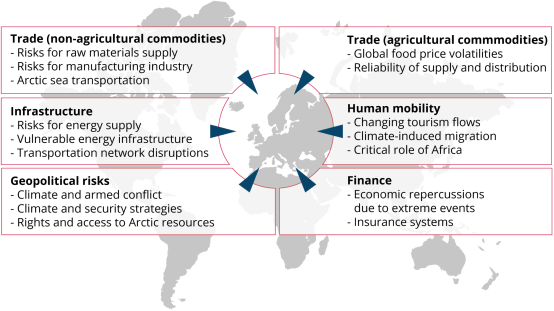 Trade (non-agricultural commodities)
- Risks for raw materials supply
- Risks for manufacturing industry
- Arctic sea transportation
Trade (agricultural commmodities)
- Global food price volatilities
- Reliability of supply and distribution
Infrastructure
- Risks for energy supply
- Vulnerable energy infrastructure
- Transportation network disruptions
Human mobility
- Changing tourism flows
- Climate-induced migration
- Critical role of Africa
Geopolitical risks
- Climate and armed conflict
- Climate and security strategies
- Rights and access to Arctic resources
Finance
- Economic repercussions
due to extreme events
- Insurance systems